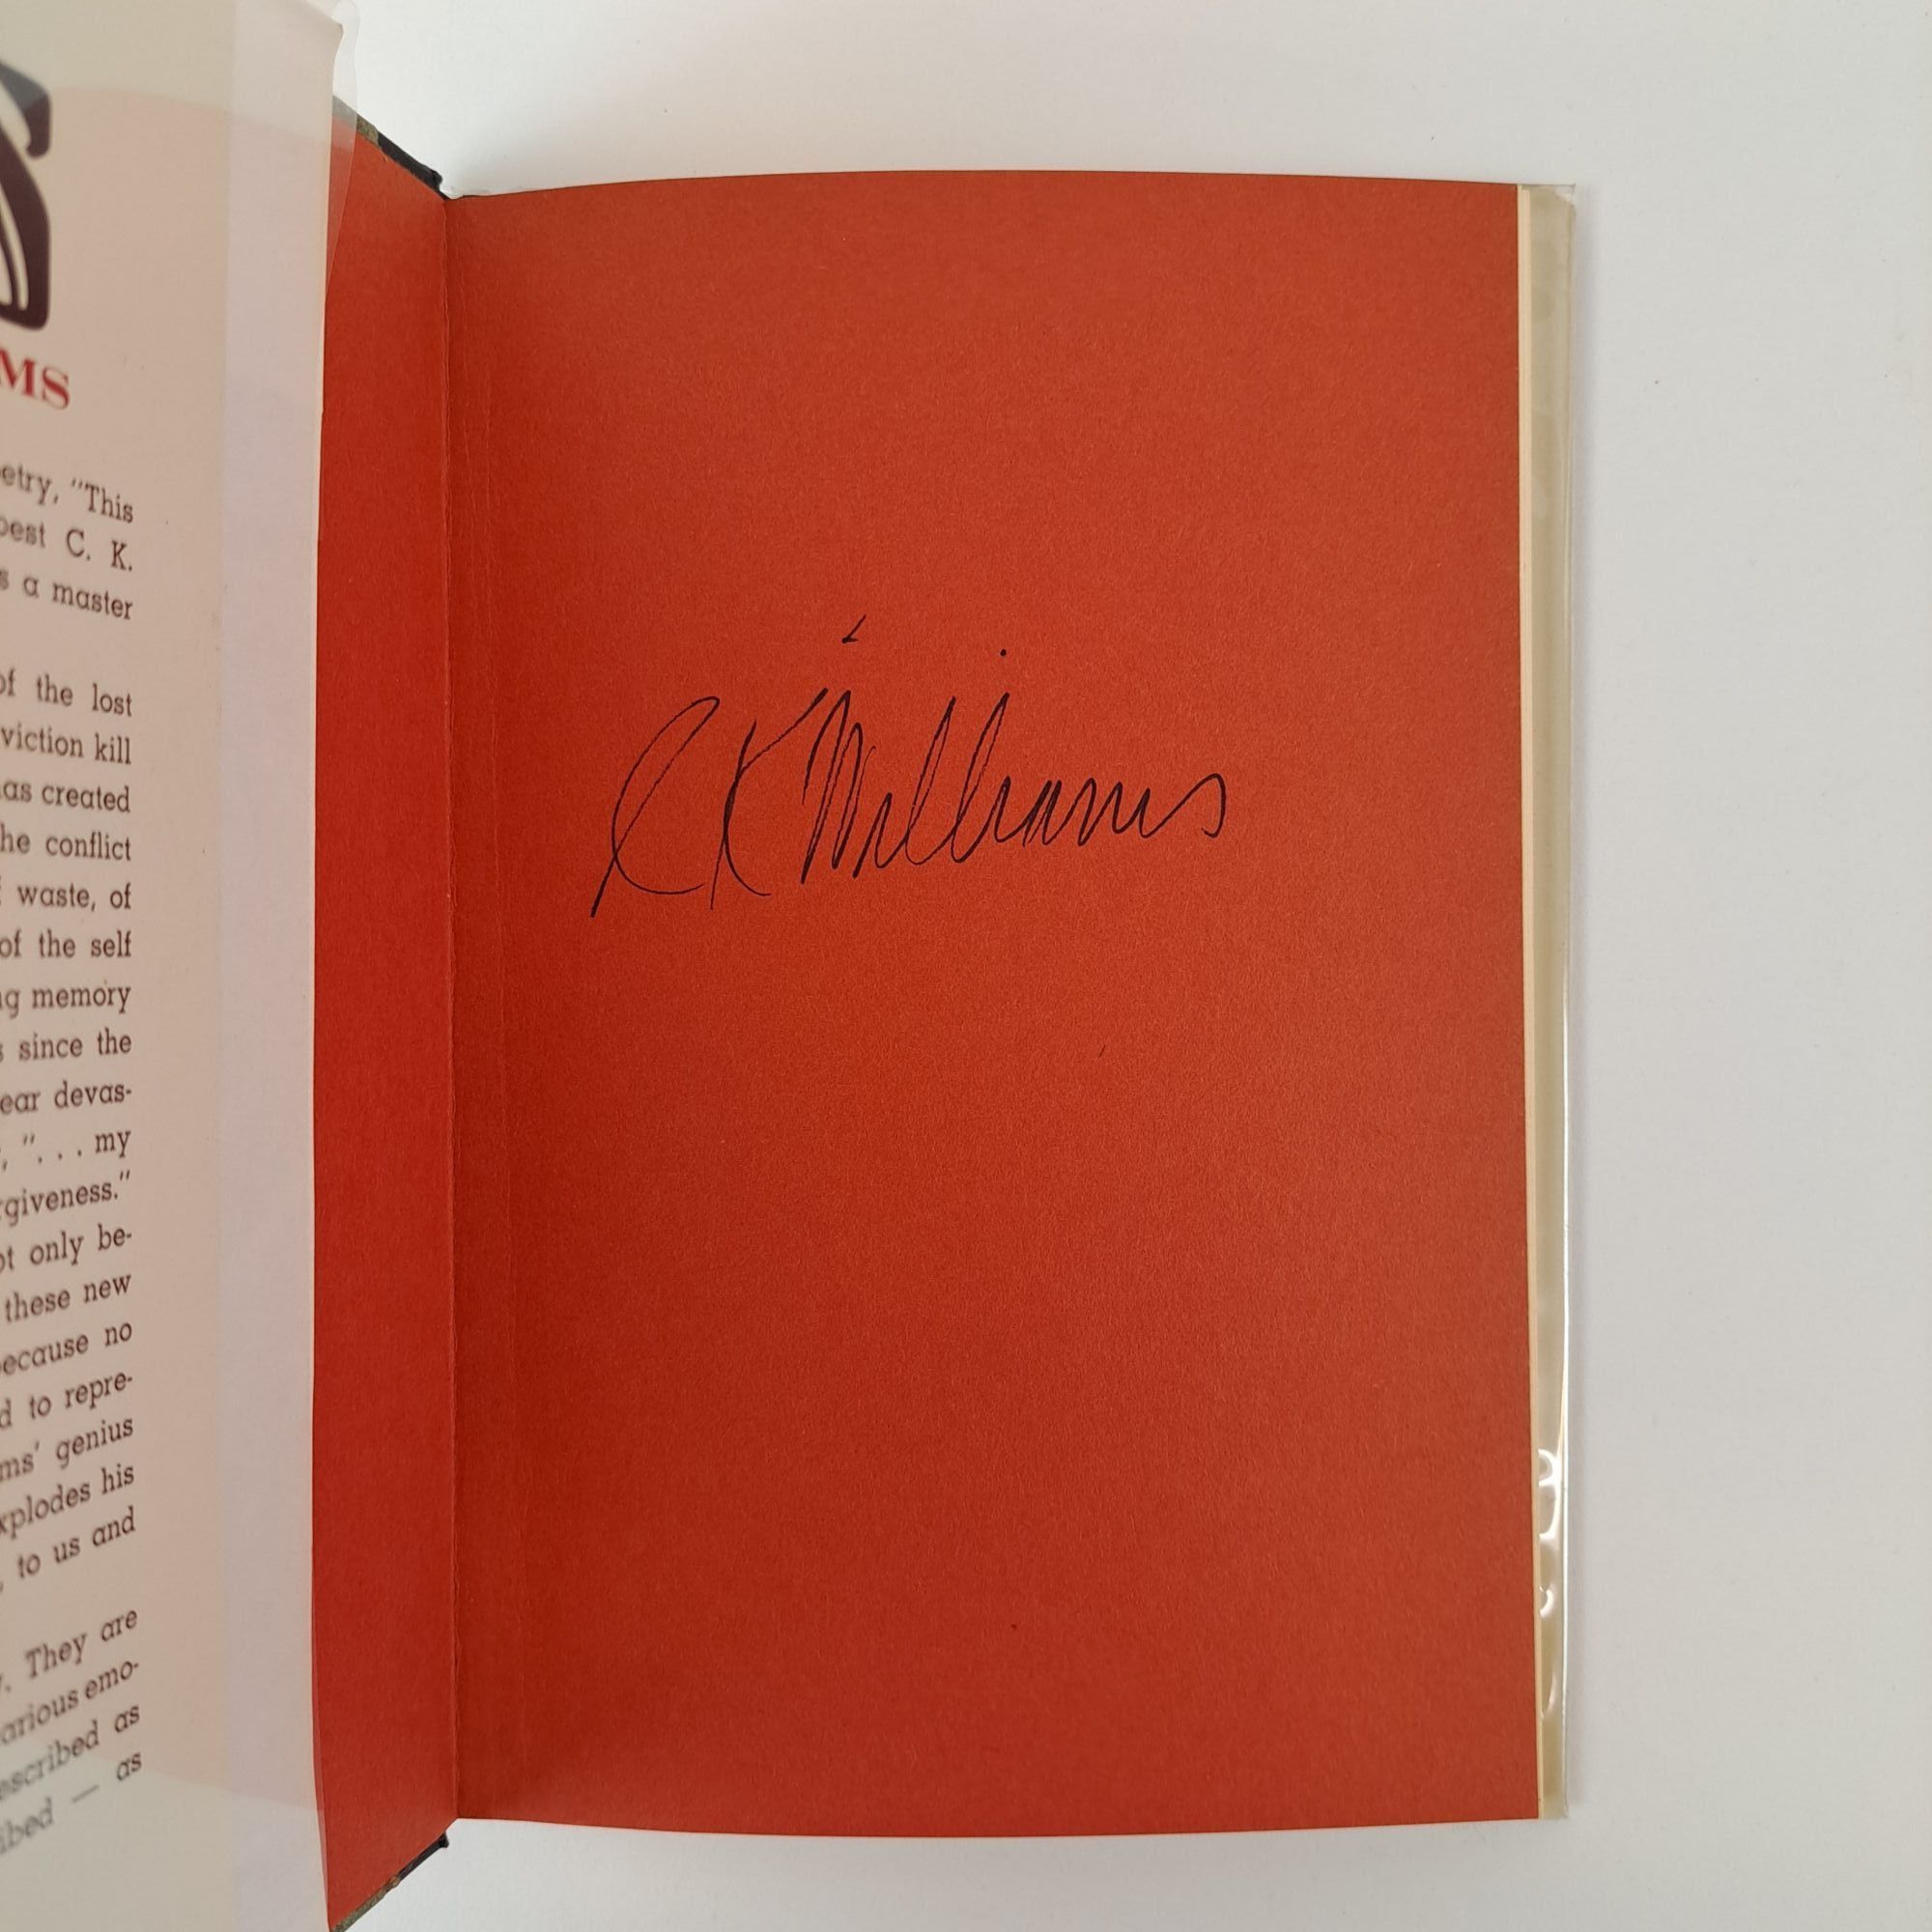 MS
etry, "This
best C. K.
s a master
of the lost
viction kill
as created
he conflict
waste, of
of the self
ng memory
s since the
ear devas-
, ". . . my
rgiveness."
ot only be-
these new
ecause no
d to repre-
ms' genius
xplodes his
, to us and
. They are
arious emo-
escribed as
ibed — as
CK Williams